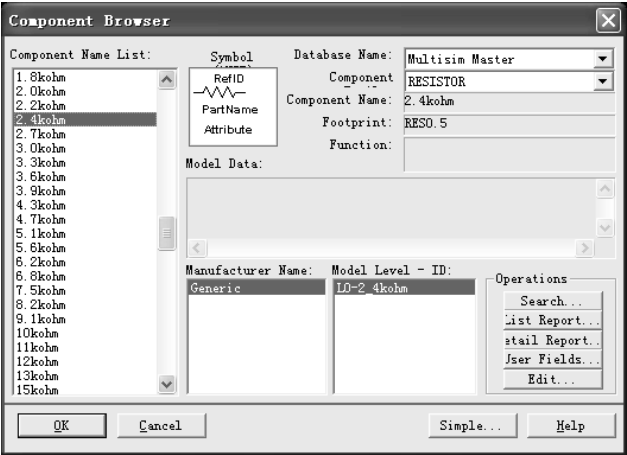 Component Browser
Component Name List:
1.8kohm
2.0kohm
2.2kohm
2.4kohm
2.7kohm
3.0kohm
3.3kohm
3.6kohm
3.9kohm
4.3kohm
4.7kohm
5.1kohm
5.6kohm
6.2kohm
6.8kohm
7.5kohm
8.2kohm
9.1kohm
10kohm
11kohm
12kohm
13kohm
15kohm
Symbol
RefID
PartName
Attribute
Database Name: Multisim Master
Component RESISTOR
Component Name: 2.4kohm
Footprint: RES0.5
Function:
Model Data:
Manufacturer Name: Model Level - ID:
Generic L0-2_4kohm
Operations
Search...
List Report...
etail Report..
User Fields...
Edit...
OK Cancel Simple... Help